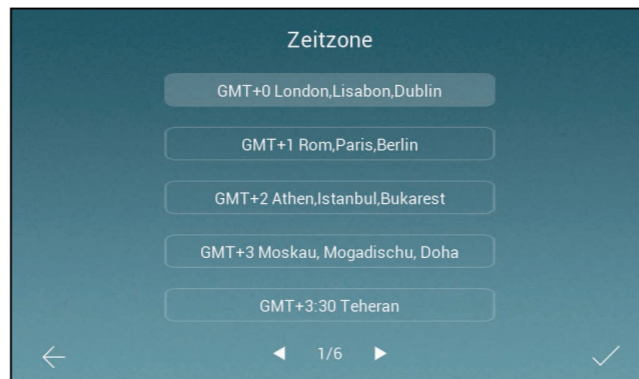 Zeitzone
GMT+0 London,Lisabon,Dublin
GMT+1 Rom,Paris,Berlin
GMT+2 Athen,Istanbul,Bukarest
GMT+3 Moskau, Mogadischu, Doha
GMT+3:30 Teheran
1/6